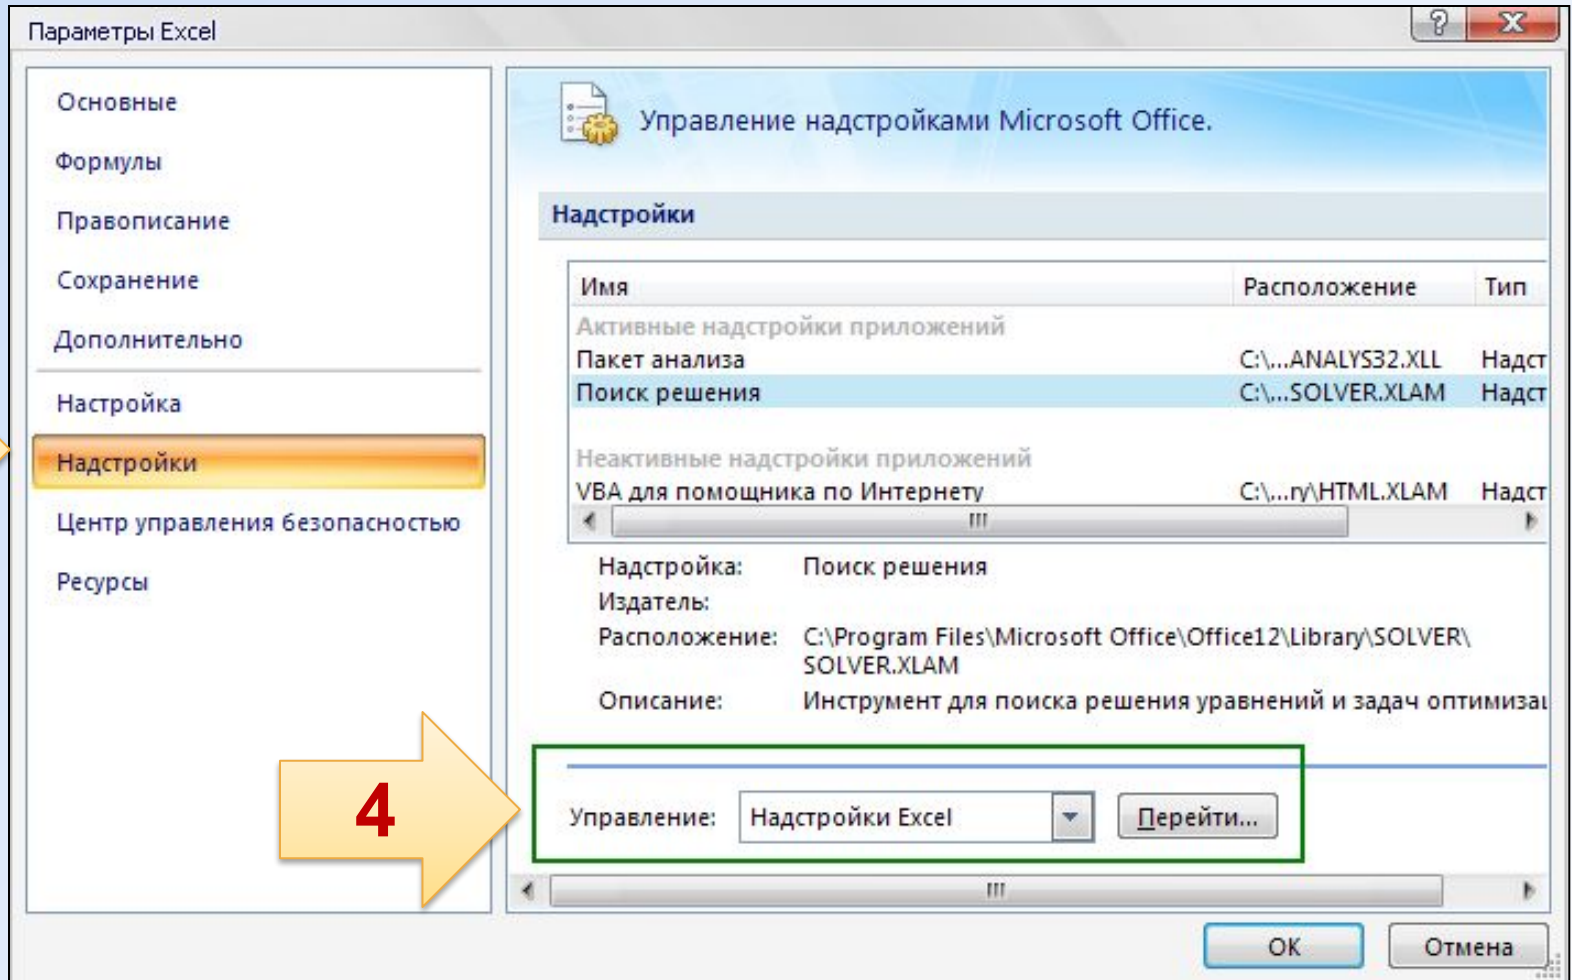 Параметры Excel
Основные
Формулы
Правописание
Сохранение
Дополнительно
Настройка
Надстройки
Центр управления безопасностью
Ресурсы
Управление надстройками Microsoft Office.
Надстройки
Имя Расположение Тип
Активные надстройки приложений
Пакет анализа C:\...ANALYS32.XLL Надст
Поиск решения C:\...SOLVER.XLAM Надст
Неактивные надстройки приложений
VBA для помощника по Интернету C:\...ry\HTML.XLAM Надст
Надстройка: Поиск решения
Издатель:
Расположение: C:\Program Files\Microsoft Office\Office12\Library\SOLVER\
SOLVER.XLAM
Описание: Инструмент для поиска решения уравнений и задач оптимизац
4
Управление: Надстройки Excel Перейти...
ОК Отмена